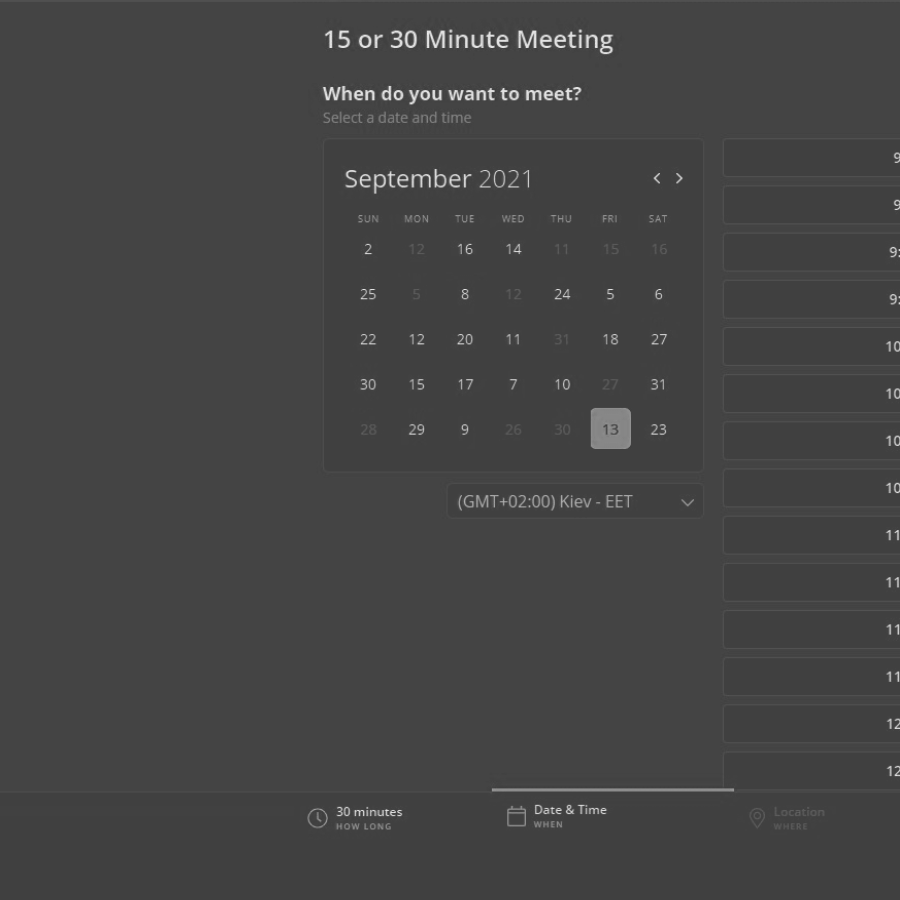 15 or 30 Minute Meeting
When do you want to meet?
Select a date and time
September 2021
SUN MON TUE WED THU FRI SAT
2 12 16 14 11 15 16
25 5 8 12 24 5 6
22 12 20 11 31 18 27
30 15 17 7 10 27 31
28 29 9 26 30 13 23
(GMT+02:00) Kiev - EET
9
9
9:
9:
10
10
10
10
11
11
11
11
12
12
30 minutes
HOW LONG
Date & Time
WHEN
Location
WHERE